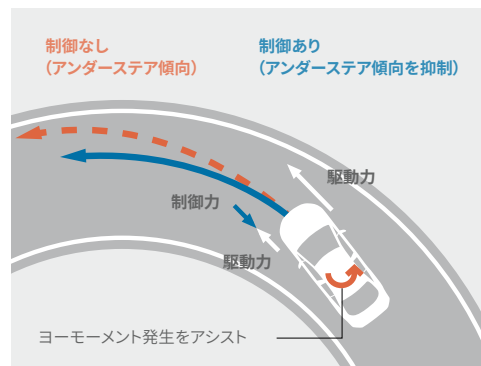 制御なし
（アンダーステア傾向）
制御あり
（アンダーステア傾向を抑制）
駆動力
制御力
駆動力
ヨーモーメント発生をアシスト